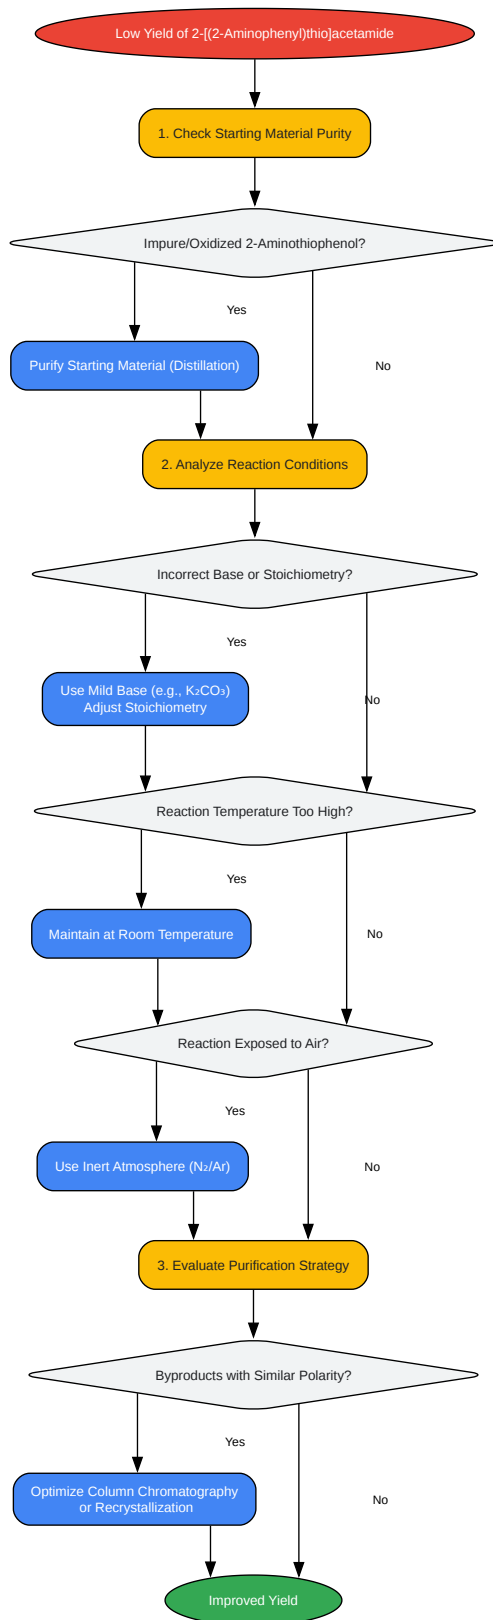 Low Yield of 2-[(2-Aminophenyl)thio]acetamide
1. Check Starting Material Purity
Impure/Oxidized 2-Aminothiophenol?
Yes
Purify Starting Material (Distillation)
No
2. Analyze Reaction Conditions
Incorrect Base or Stoichiometry?
Yes
Use Mild Base (e.g., K₂CO₃)
Adjust Stoichiometry
No
Reaction Temperature Too High?
Yes
Maintain at Room Temperature
No
Reaction Exposed to Air?
Yes
Use Inert Atmosphere (N₂/Ar)
No
3. Evaluate Purification Strategy
Byproducts with Similar Polarity?
Yes
Optimize Column Chromatography
or Recrystallization
No
Improved Yield